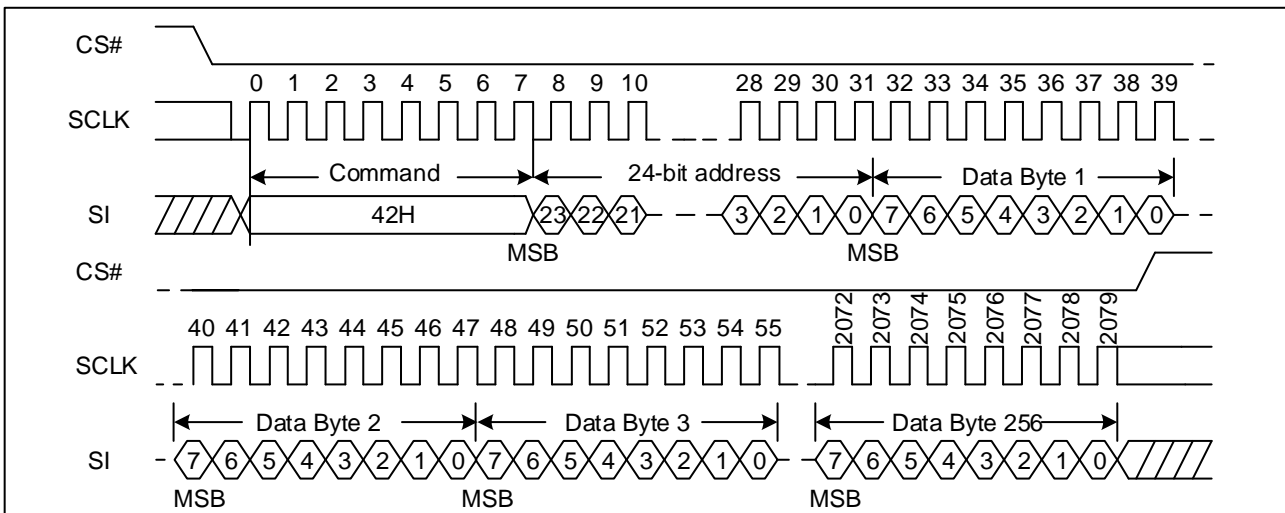 CS#
0 1 2 3 4 5 6 7 8 9 10 28 29 30 31 32 33 34 35 36 37 38 39
SCLK
Command 24-bit address Data Byte 1
SI 42H 23 22 21 3 2 1 0 7 6 5 4 3 2 1 0
MSB MSB
CS#
40 41 42 43 44 45 46 47 48 49 50 51 52 53 54 55 2072 2073 2074 2075 2076 2077 2078 2079
SCLK
Data Byte 2 Data Byte 3 Data Byte 256
SI 7 6 5 4 3 2 1 0 7 6 5 4 3 2 1 0 7 6 5 4 3 2 1 0
MSB MSB MSB